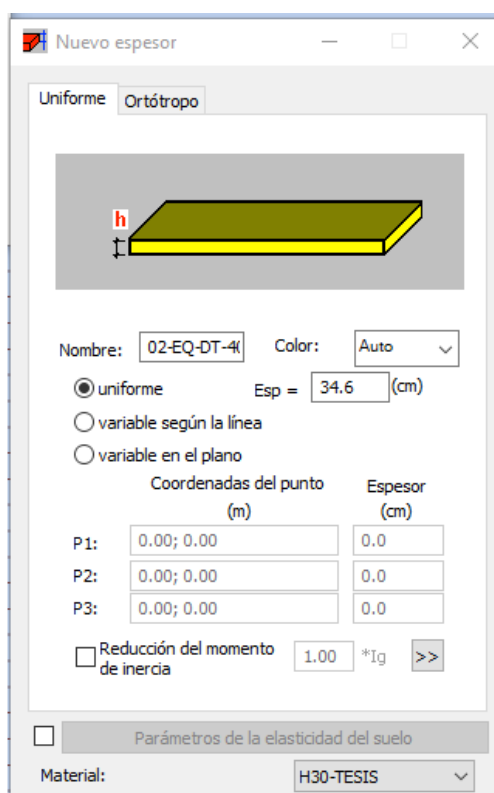 Nuevo espesor
Uniforme Ortótropo
h
Nombre: 02-EQ-DT-4( Color: Auto
uniforme Esp = 34.6 (cm)
variable según la línea
variable en el plano
Coordenadas del punto Espesor
(m) (cm)
P1: 0.00; 0.00 0.0
P2: 0.00; 0.00 0.0
P3: 0.00; 0.00 0.0
Reducción del momento
de inercia 1.00 *Ig >>
Parámetros de la elasticidad del suelo
Material: H30-TESIS